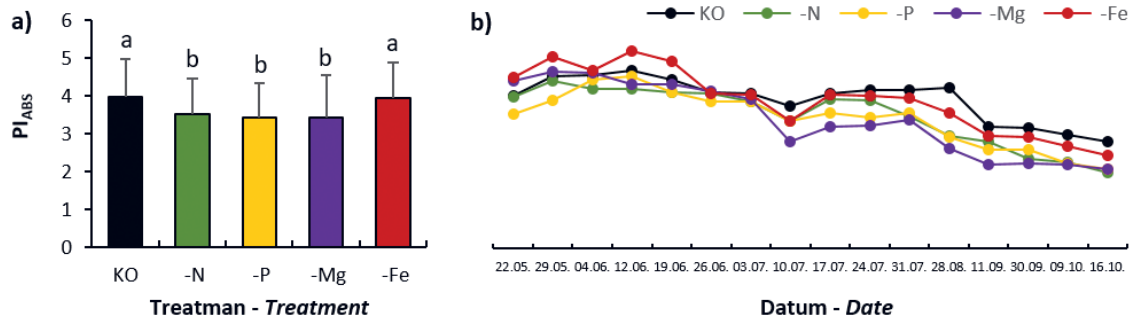 a)
PI_ABS
6
5
4
3
2
1
0
a
b
b
b
a
KO -N -P -Mg -Fe
Treatman - Treatment
b)
KO -N -P -Mg -Fe
22.05. 29.05. 04.06. 12.06. 19.06. 26.06. 03.07. 10.07. 17.07. 24.07. 31.07. 28.08. 11.09. 30.09. 09.10. 16.10.
Datum - Date